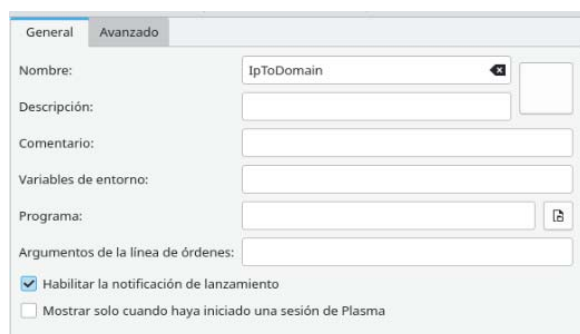 General Avanzado
Nombre: IpToDomain
Descripción:
Comentario:
Variables de entorno:
Programa:
Argumentos de la línea de órdenes:
Habilitar la notificación de lanzamiento
Mostrar solo cuando haya iniciado una sesión de Plasma